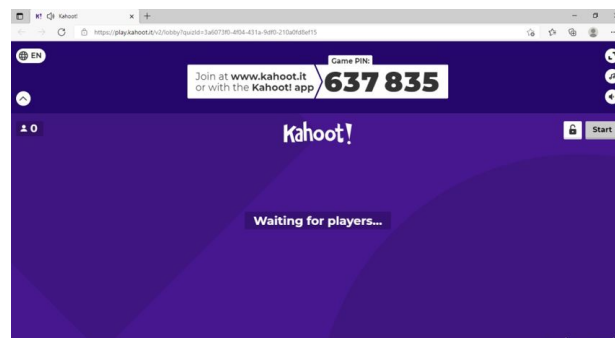 K! Kahoot!
https://play.kahoot.it/v2/lobby?quizId=3a6073f0-4f04-431a-9df0-210a0fd8ef15
EN
Game PIN:
Join at www.kahoot.it
or with the Kahoot! app
637 835
0
Kahoot!
Start
Waiting for players...